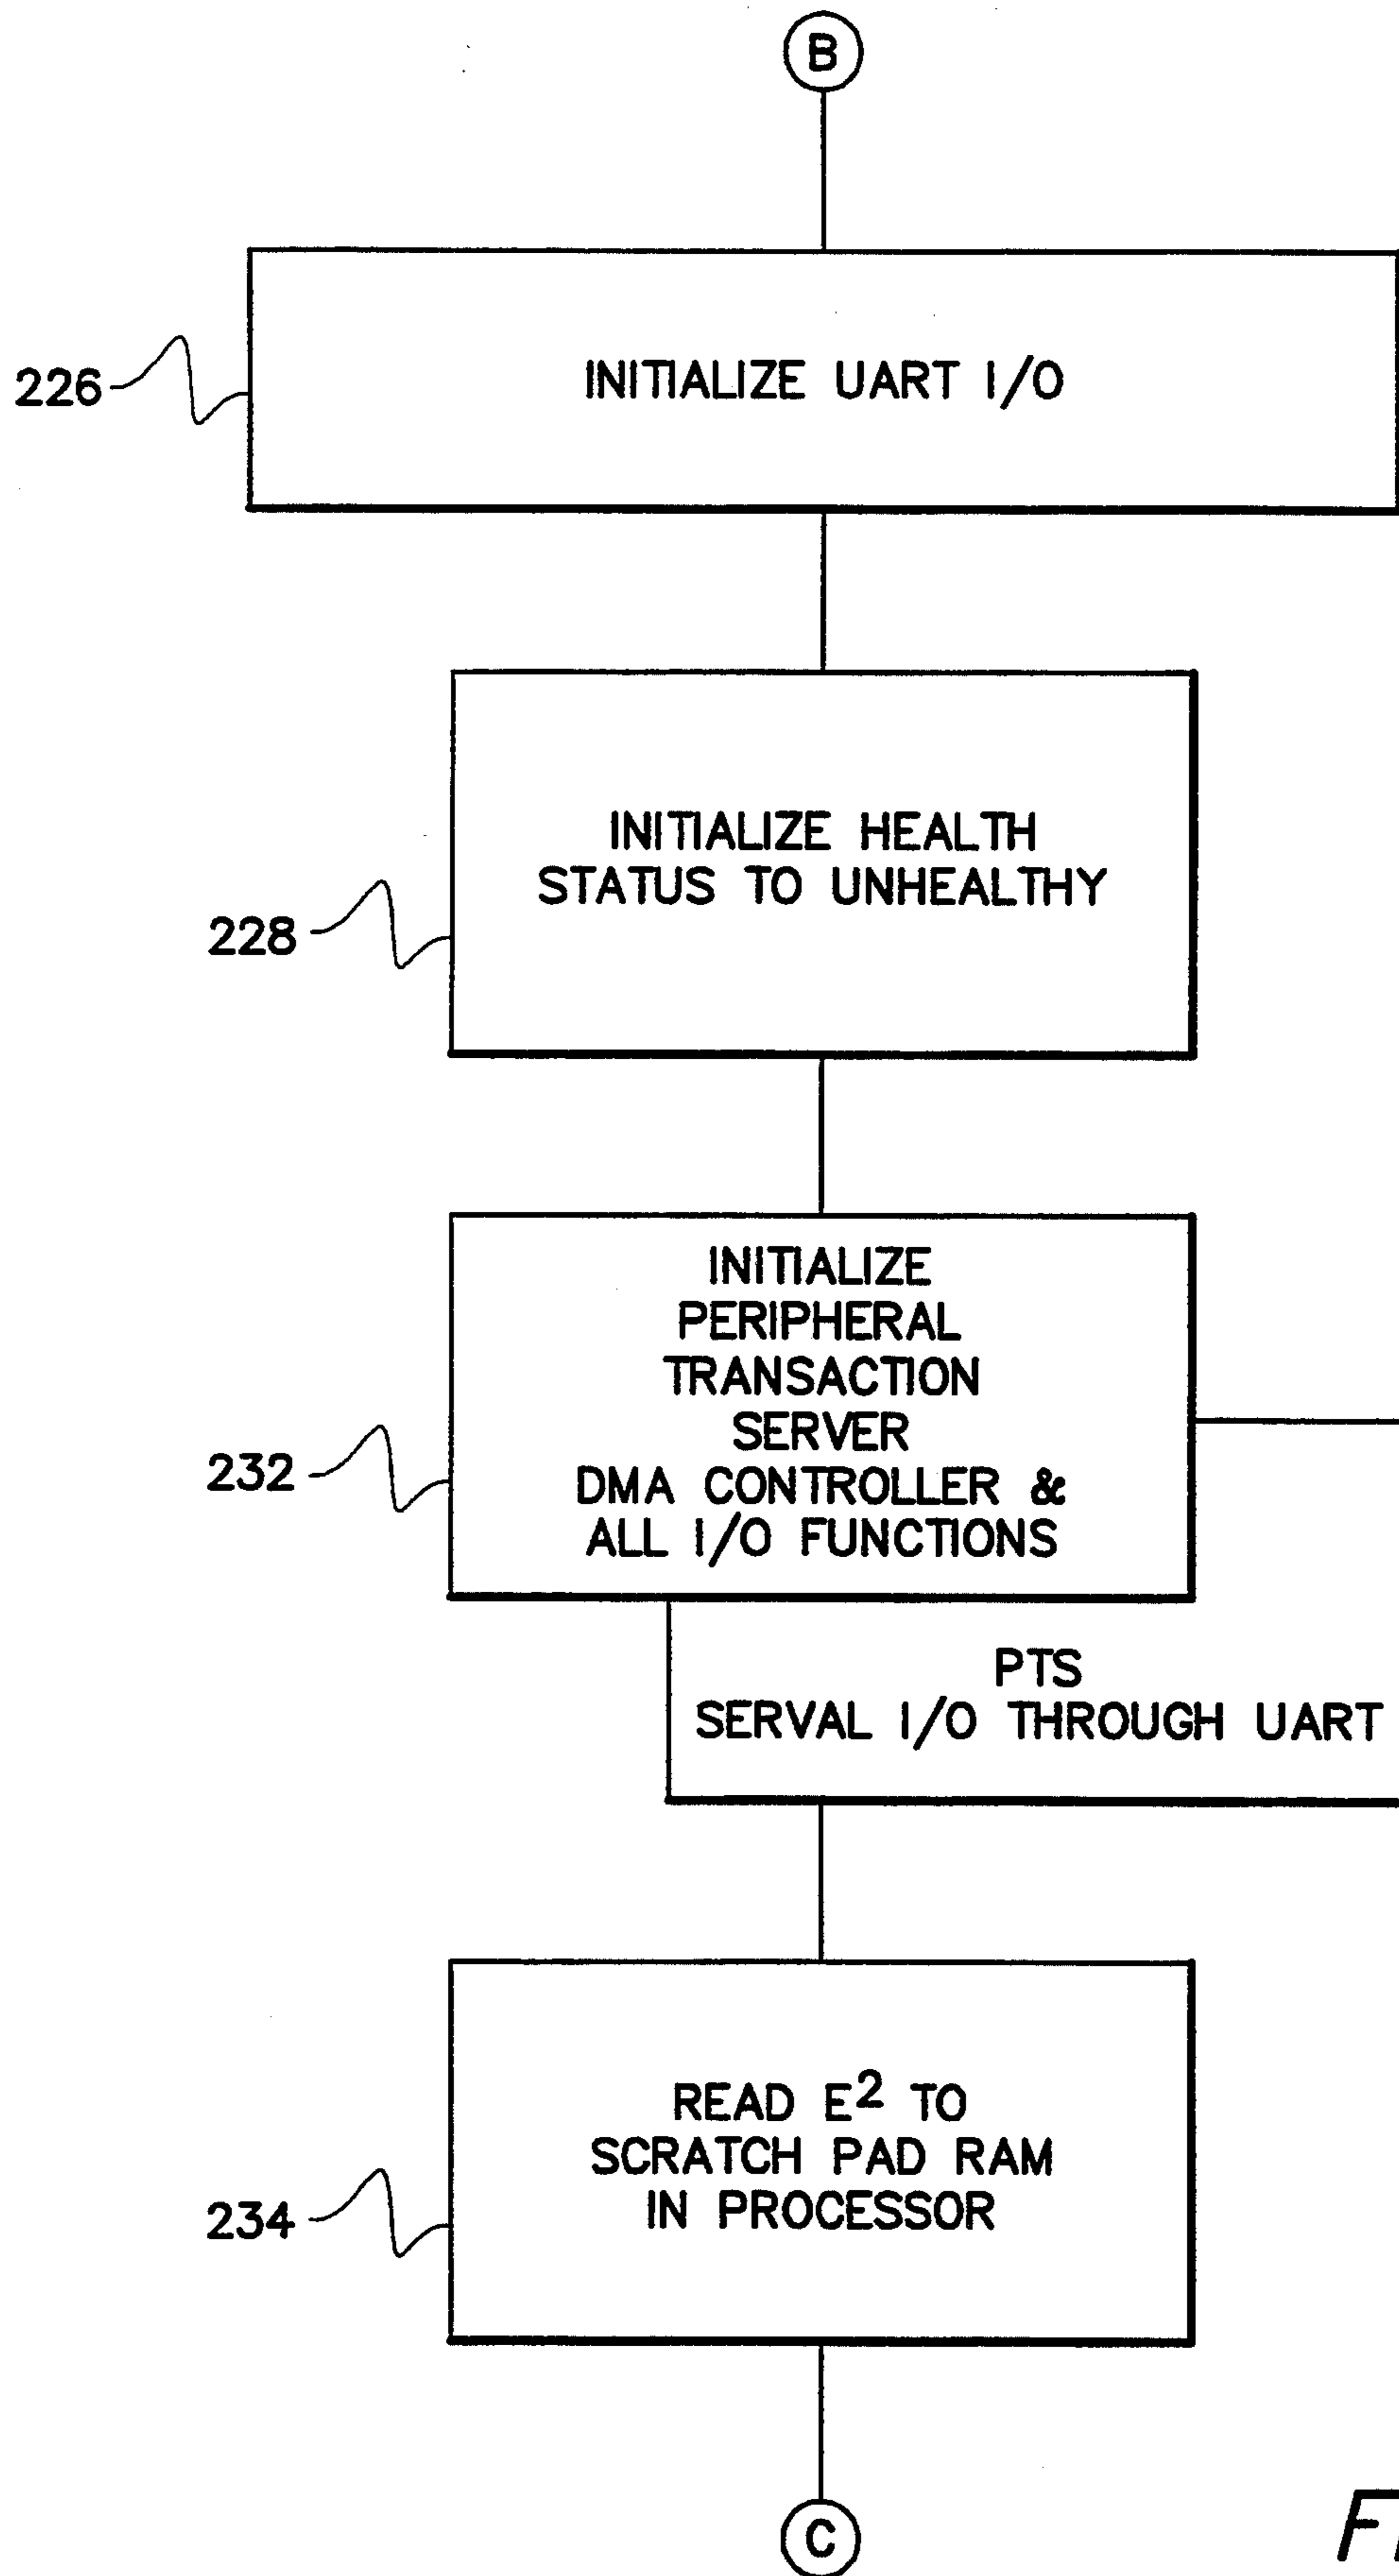 B
226
INITIALIZE UART I/O
INITIALIZE HEALTH
STATUS TO UNHEALTHY
228
INITIALIZE
PERIPHERAL
TRANSACTION
SERVER
DMA CONTROLLER &
ALL I/O FUNCTIONS
232
PTS
SERVAL I/O THROUGH UART
READ E² TO
SCRATCH PAD RAM
IN PROCESSOR
234
C